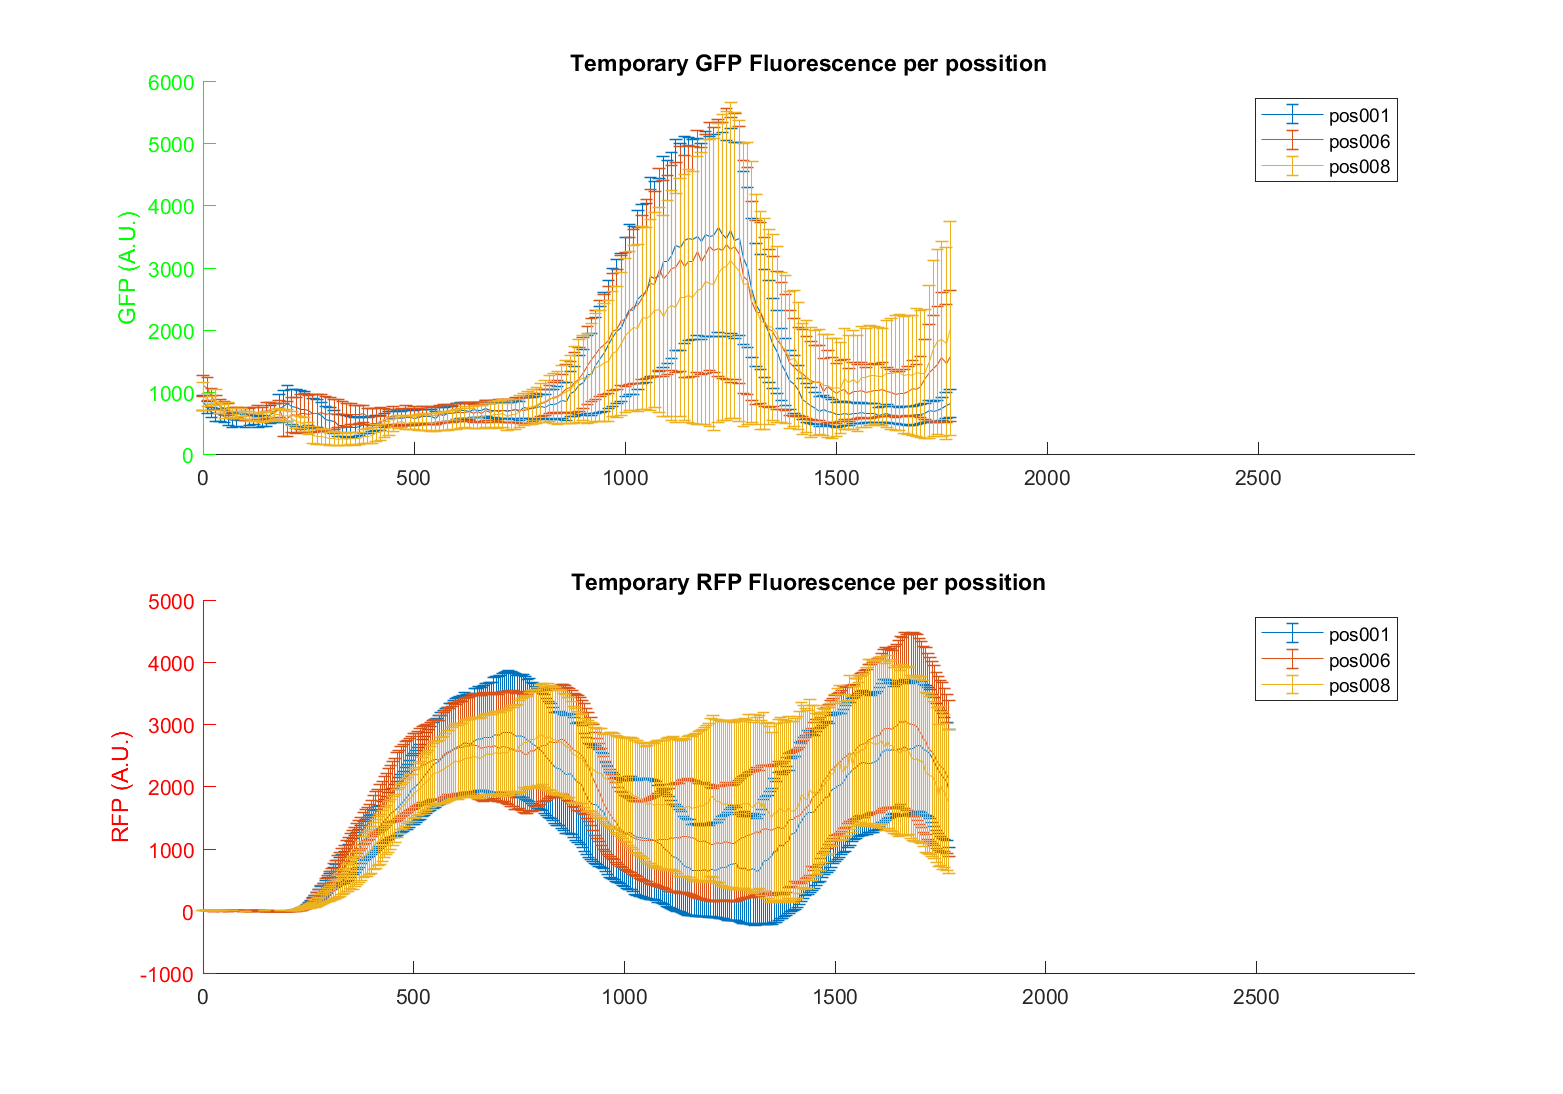 Temporary GFP Fluorescence per possition
6000
5000
4000
3000
2000
1000
0
GFP (A.U.)
0 500 1000 1500 2000 2500
pos001
pos006
pos008
Temporary RFP Fluorescence per possition
5000
4000
3000
2000
1000
0
-1000
RFP (A.U.)
0 500 1000 1500 2000 2500
pos001
pos006
pos008